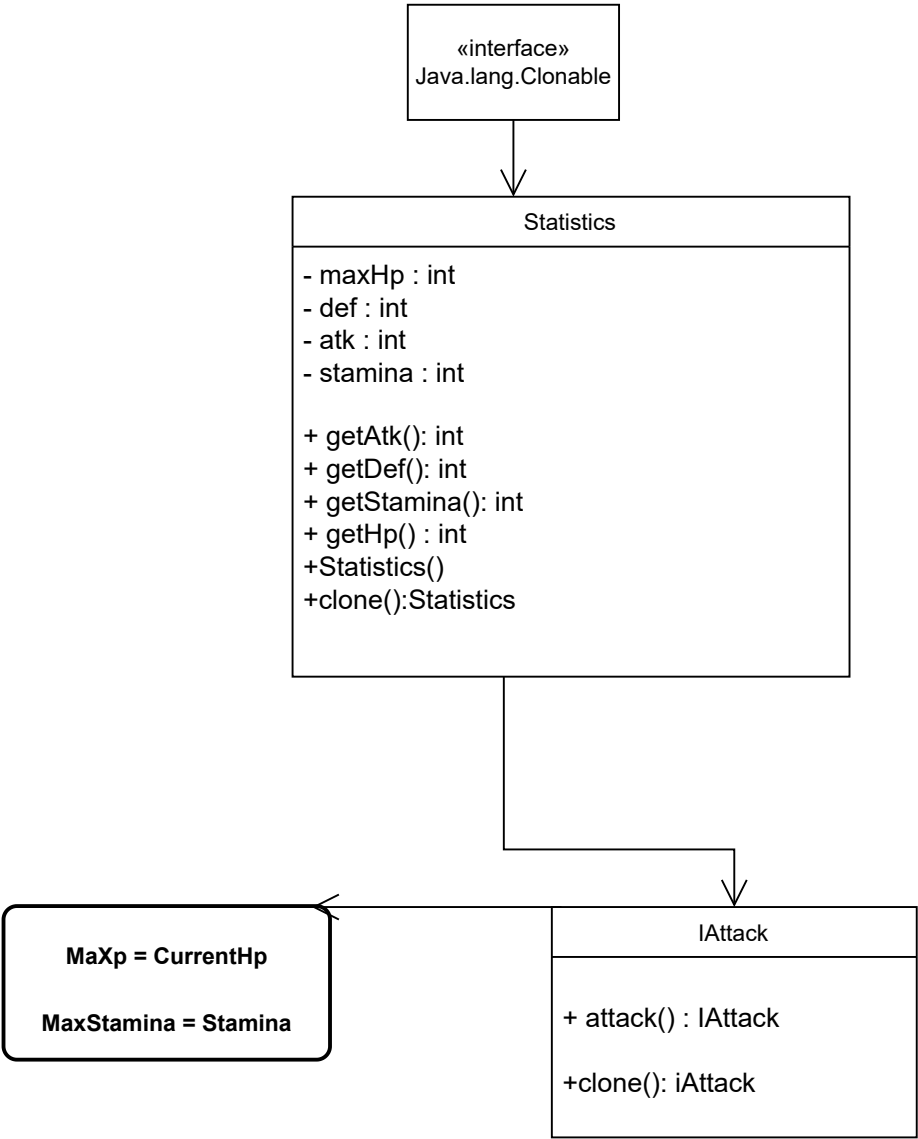 «interface»
Java.lang.Clonable
Statistics
- maxHp : int
- def : int
- atk : int
- stamina : int
+ getAtk(): int
+ getDef(): int
+ getStamina(): int
+ getHp() : int
+Statistics()
+clone():Statistics
MaXp = CurrentHp
MaxStamina = Stamina
IAttack
+ attack() : IAttack
+clone(): iAttack